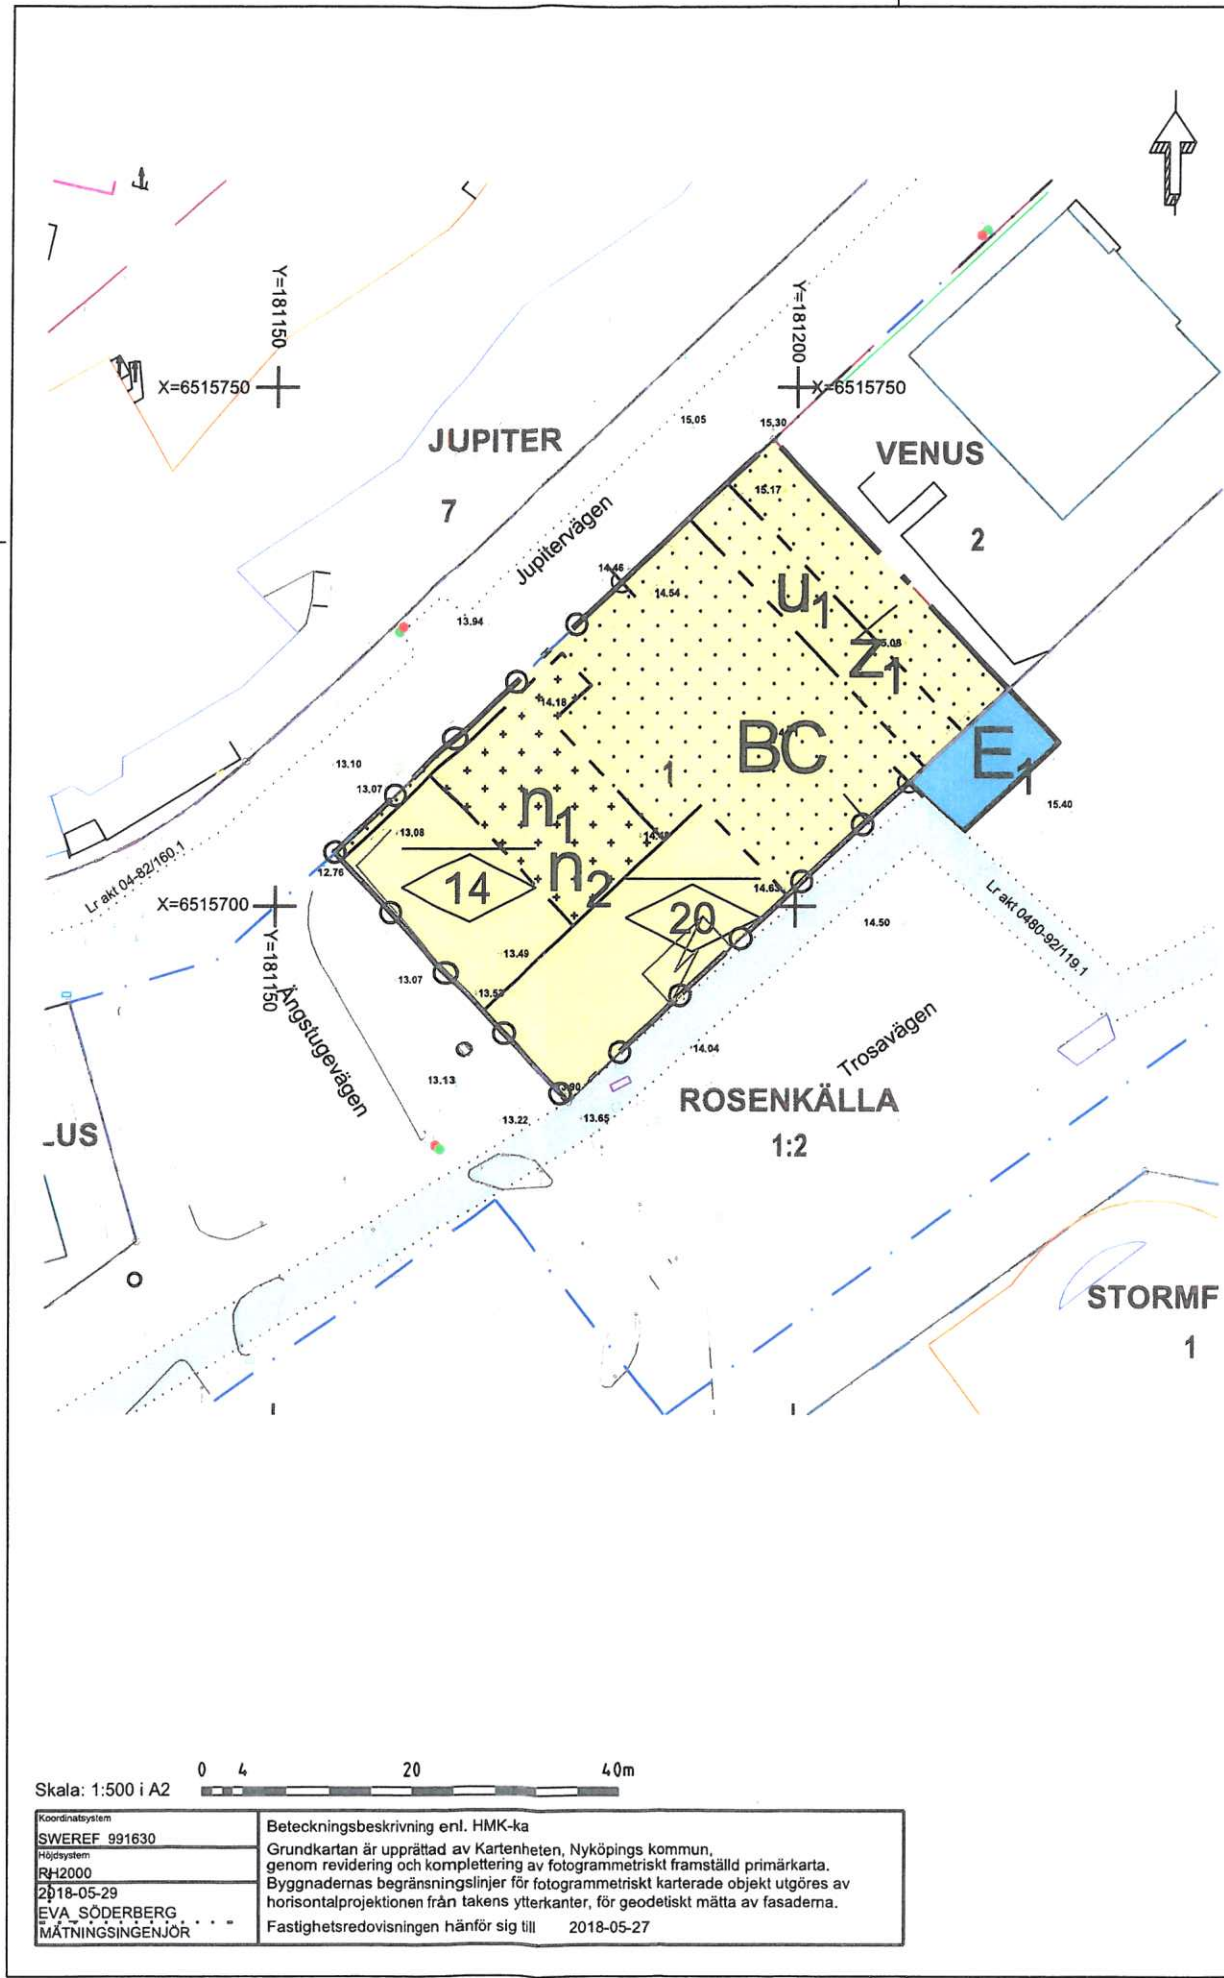 Y=181150
Y=181200
X=6515750
X=6515750
15.05
15.30
JUPITER
VENUS
7
15.17
2
Jupitervägen
14.46
14.54
u1
13.94
z1
14.18
BC
E1
13.10
1
13.07
n1
15.40
13.08
n2
12.76
Lr akt 04-82/160.1
14
20
X=6515700
14.50
Lr akt 0480-92/119.1
Y=181150
13.49
13.07
Ängstugevägen
14.04
Trosavägen
13.13
ROSENKÄLLA
13.22
13.65
US
1:2
STORMF
1
Skala: 1:500 i A2
0 4 20 40m
Koordinatsystem
SWEREF 991630
Höjdsystem
RH2000
2018-05-29
EVA SÖDERBERG
MÄTNINGSINGENJÖR
Beteckningsbeskrivning enl. HMK-ka
Grundkartan är upprättad av Kartenheten, Nyköpings kommun,
genom revidering och komplettering av fotogrammetriskt framställd primärkarta.
Byggnadernas begränsningslinjer för fotogrammetriskt karterade objekt utgöres av
horisontalprojektionen från takens ytterkanter, för geodetiskt mätta av fasaderna.
Fastighetsredovisningen hänför sig till 2018-05-27